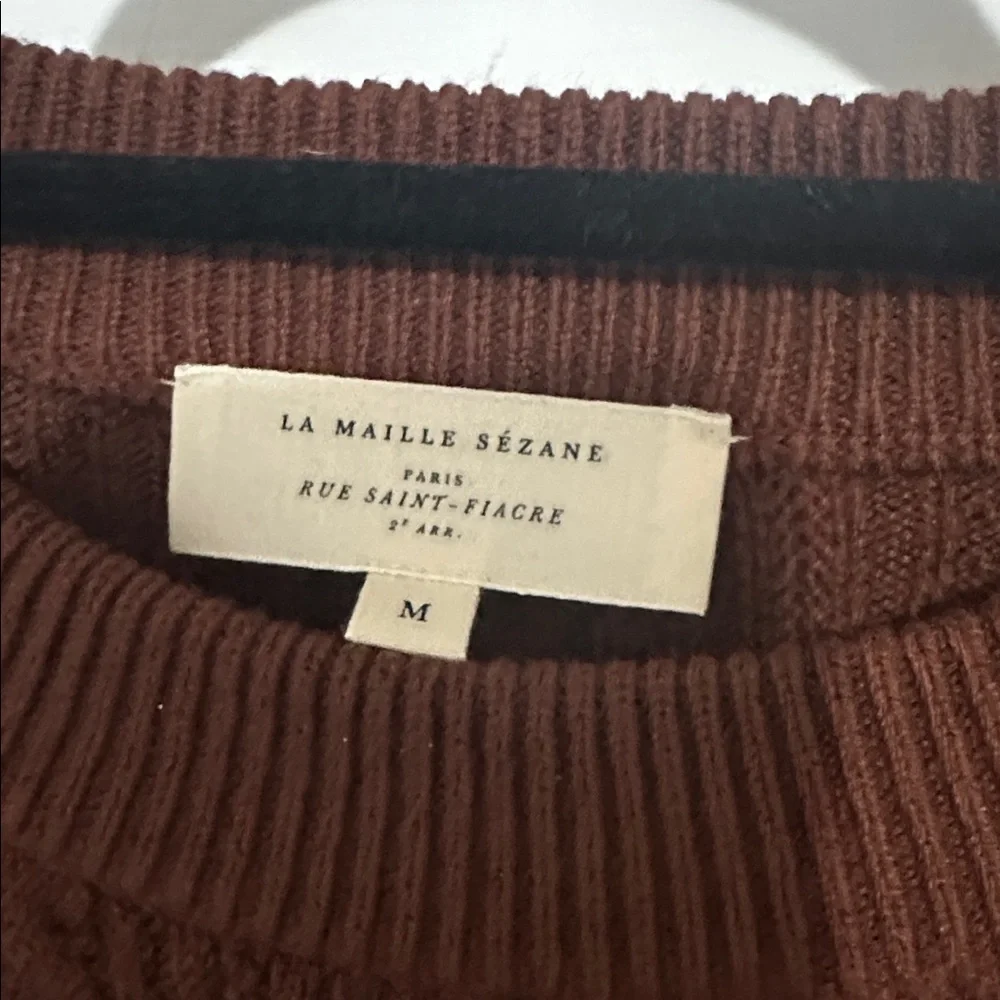 LA MAILLE SÉZANE
PARIS
RUE SAINT-FIACRE
2E ARR.
M